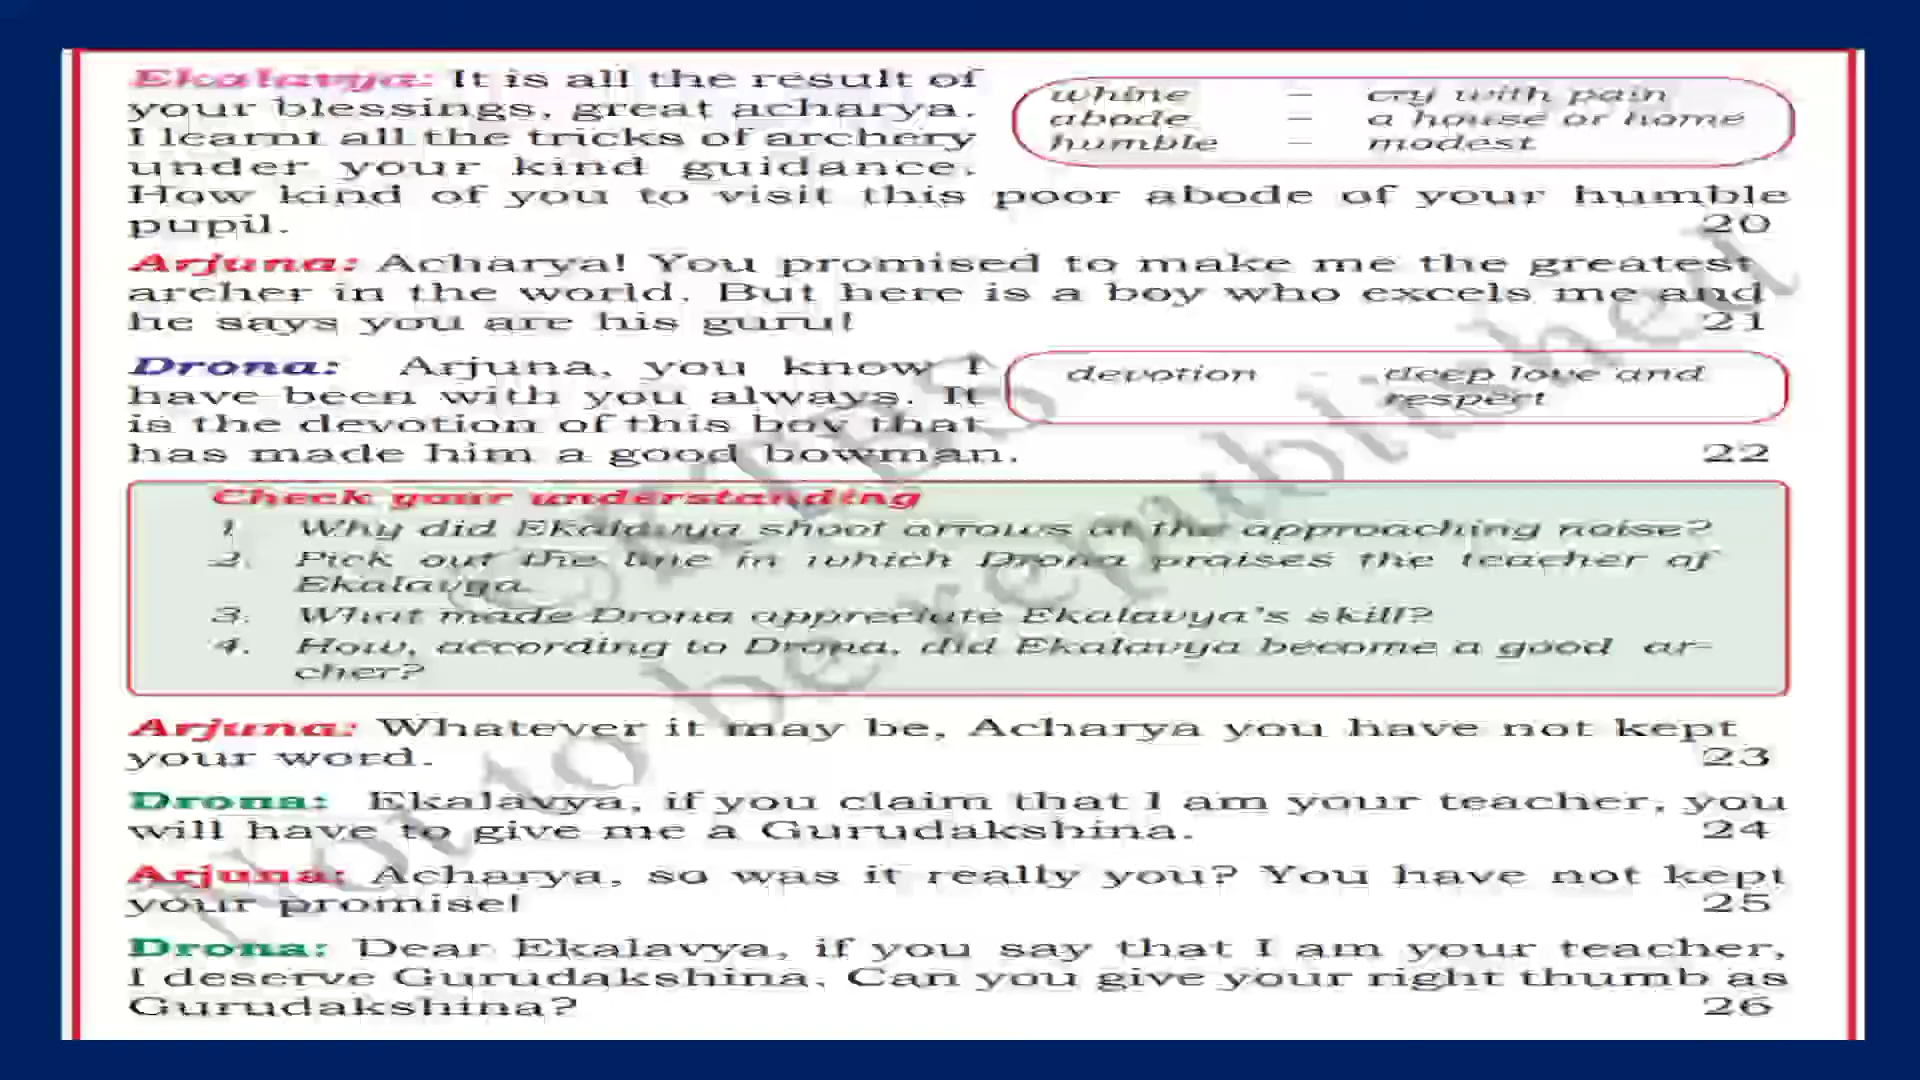 Ekalavya: It is all the result of
your blessings, great acharya.
I learnt all the tricks of archery
under your kind guidance.
whine – cry with pain
abode – a house or home
humble – modest
How kind of you to visit this poor abode of your humble
pupil. 20
Arjuna: Acharya! You promised to make me the greatest
archer in the world. But here is a boy who excels me and
he says you are his guru! 21
Drona: Arjuna, you know I
have been with you always. It
is the devotion of this boy that
has made him a good bowman. 22
devotion – deep love and
respect
Check your understanding
1. Why did Ekalavya shoot arrows at the approaching noise?
2. Pick out the line in which Drona praises the teacher of
Ekalavya.
3. What made Drona appreciate Ekalavya's skill?
4. How, according to Drona, did Ekalavya become a good ar-
cher?
Arjuna: Whatever it may be, Acharya you have not kept
your word. 23
Drona: Ekalavya, if you claim that I am your teacher, you
will have to give me a Gurudakshina. 24
Arjuna: Acharya, so was it really you? You have not kept
your promise! 25
Drona: Dear Ekalavya, if you say that I am your teacher,
I deserve Gurudakshina. Can you give your right thumb as
Gurudakshina? 26
©KTBS
Not to be republished